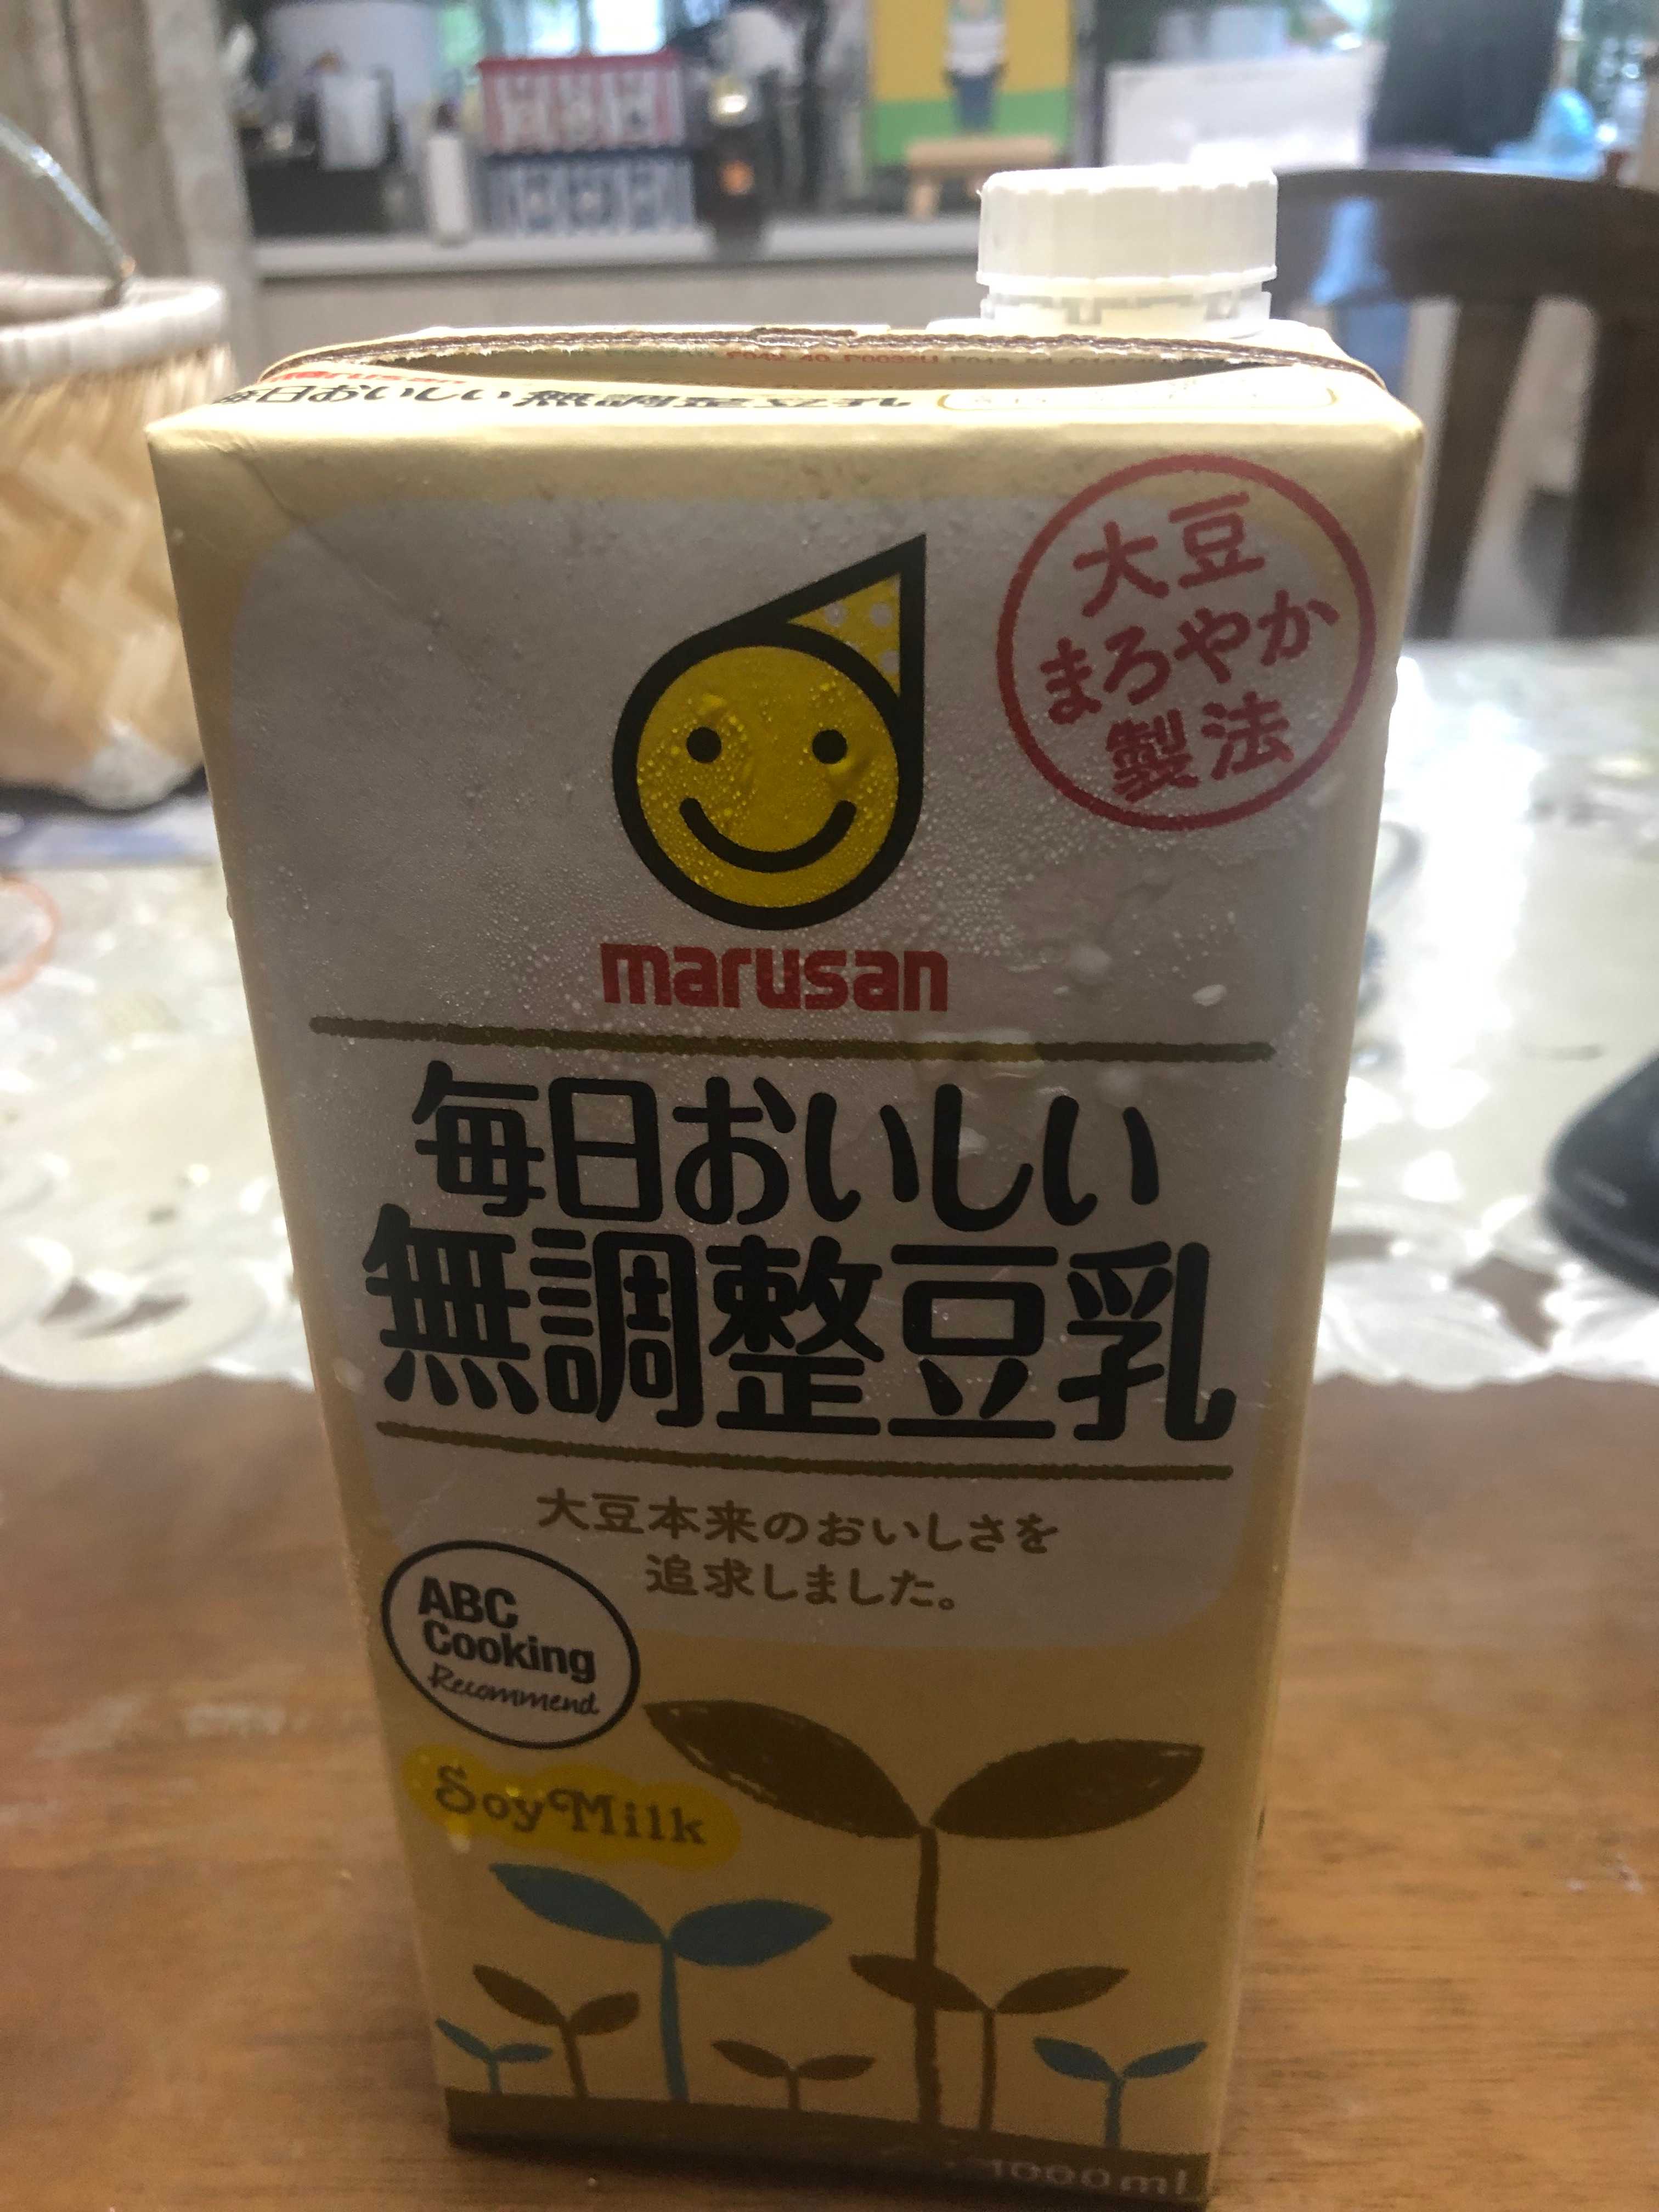 毎日おいしい無調整豆乳
大豆
まろやか
製法
marusan
毎日おいしい
無調整豆乳
大豆本来のおいしさを
追求しました。
ABC
Cooking
Recommend
Soy Milk
1000ml